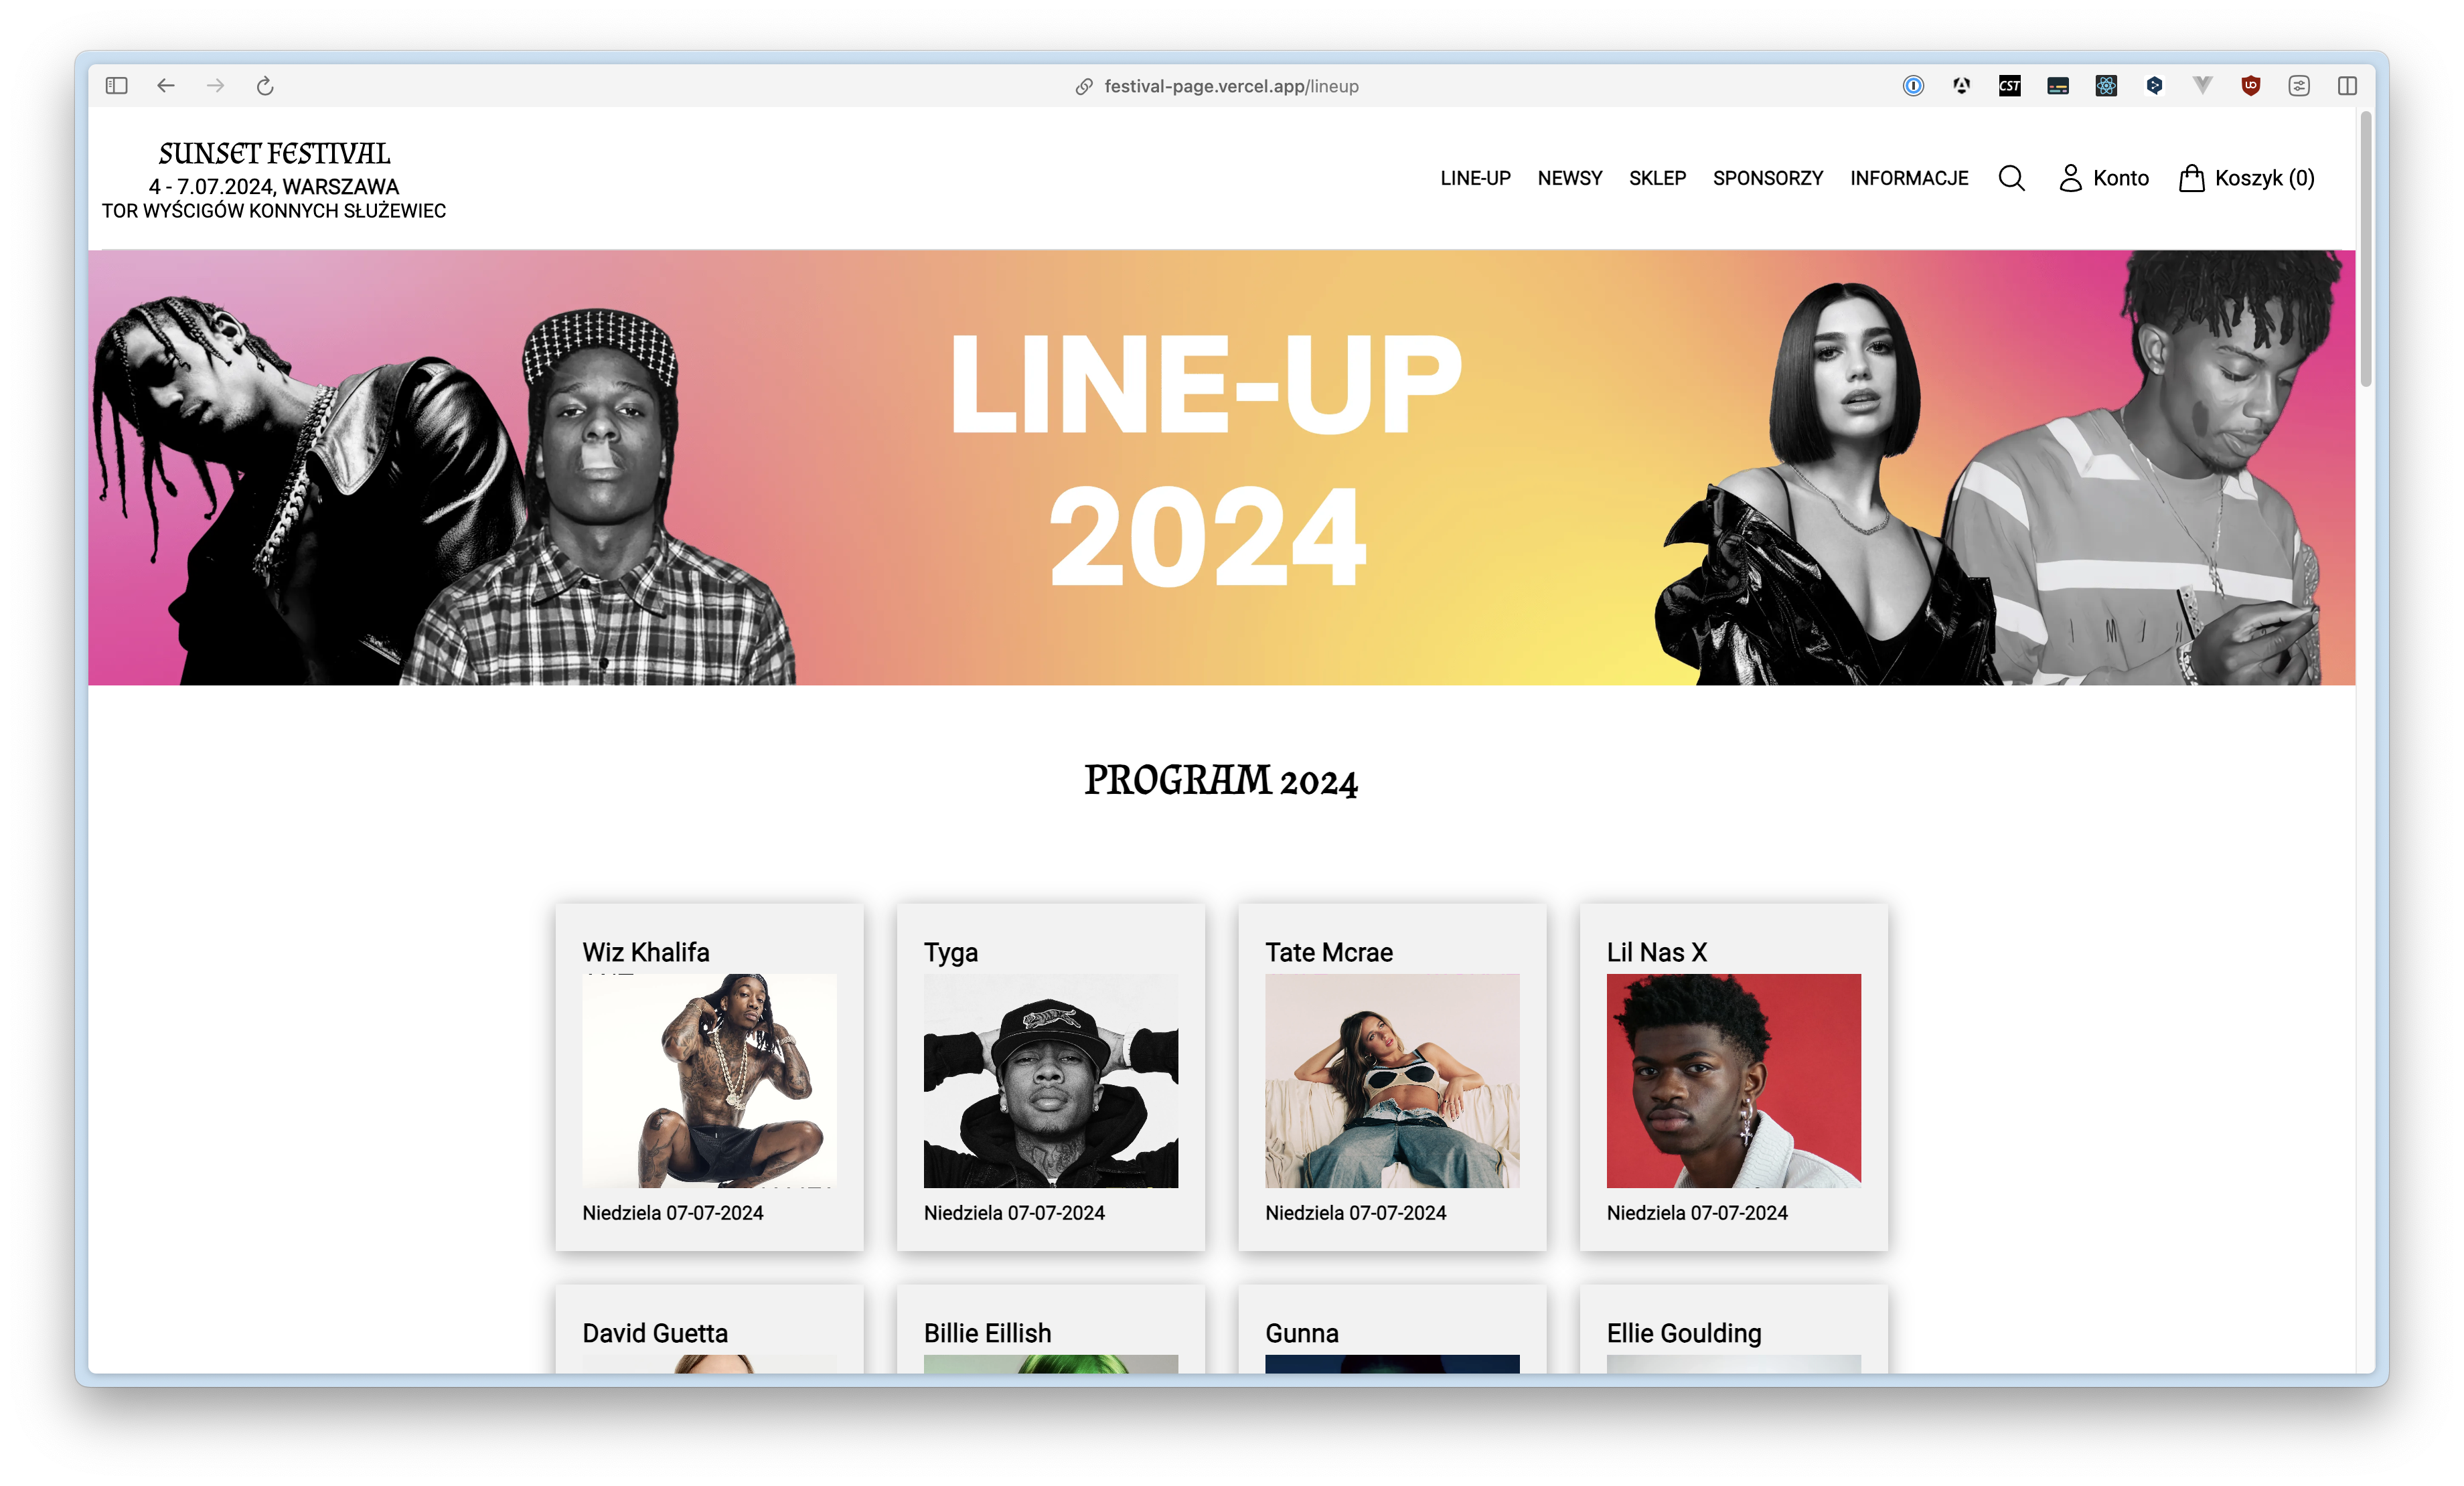 festival-page.vercel.app/lineup
CST
SUNSET FESTIVAL
4 - 7.07.2024, WARSZAWA
TOR WYŚCIGÓW KONNYCH SŁUŻEWIEC
LINE-UP NEWSY SKLEP SPONSORZY INFORMACJE Konto Koszyk (0)
LINE-UP
2024
PROGRAM 2024
Wiz Khalifa
Niedziela 07-07-2024
Tyga
Niedziela 07-07-2024
Tate Mcrae
Niedziela 07-07-2024
Lil Nas X
Niedziela 07-07-2024
David Guetta
Billie Eillish
Gunna
Ellie Goulding